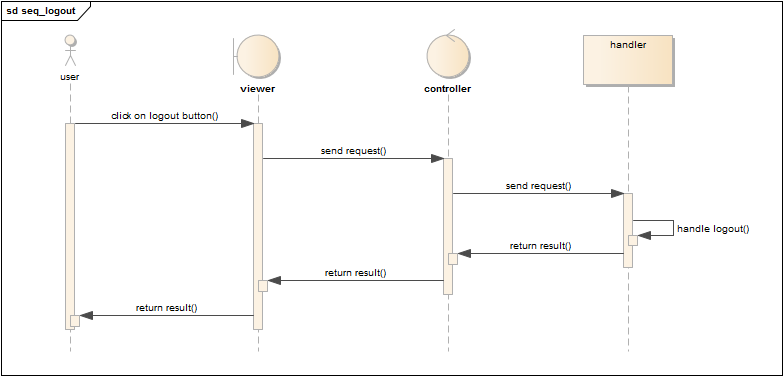 sd seq_logout
user
viewer
controller
handler
click on logout button()
send request()
send request()
handle logout()
return result()
return result()
return result()